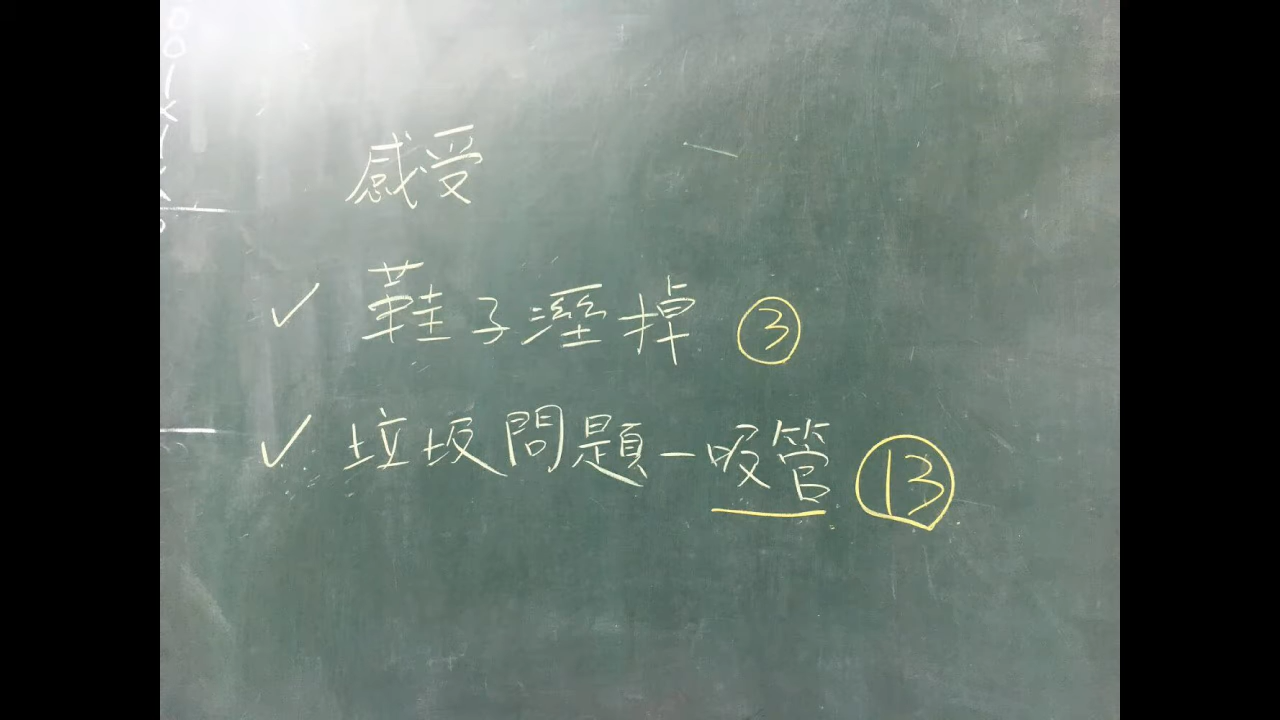 感受
✓ 鞋子溼掉 ③
✓ 垃圾問題－吸管 ⑬